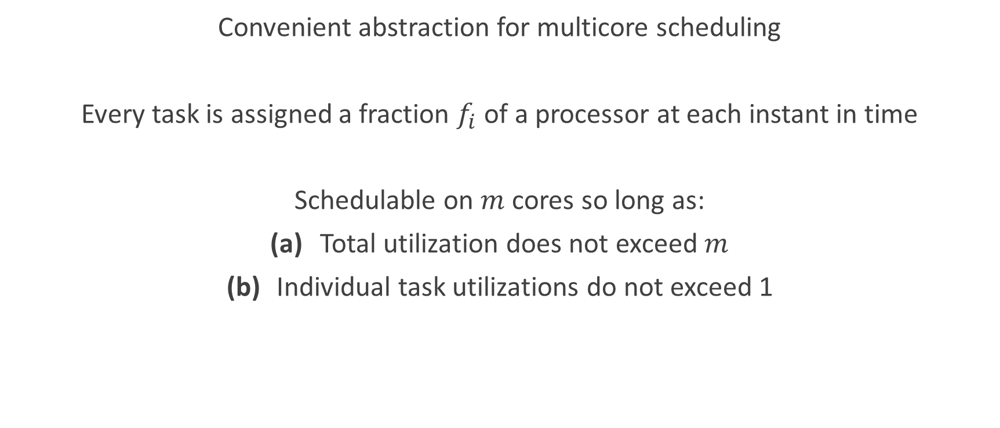 Convenient abstraction for multicore scheduling
Every task is assigned a fraction 𝑓𝑖 of a processor at each instant in time
Schedulable on 𝑚 cores so long as:
(a) Total utilization does not exceed 𝑚
(b) Individual task utilizations do not exceed 1